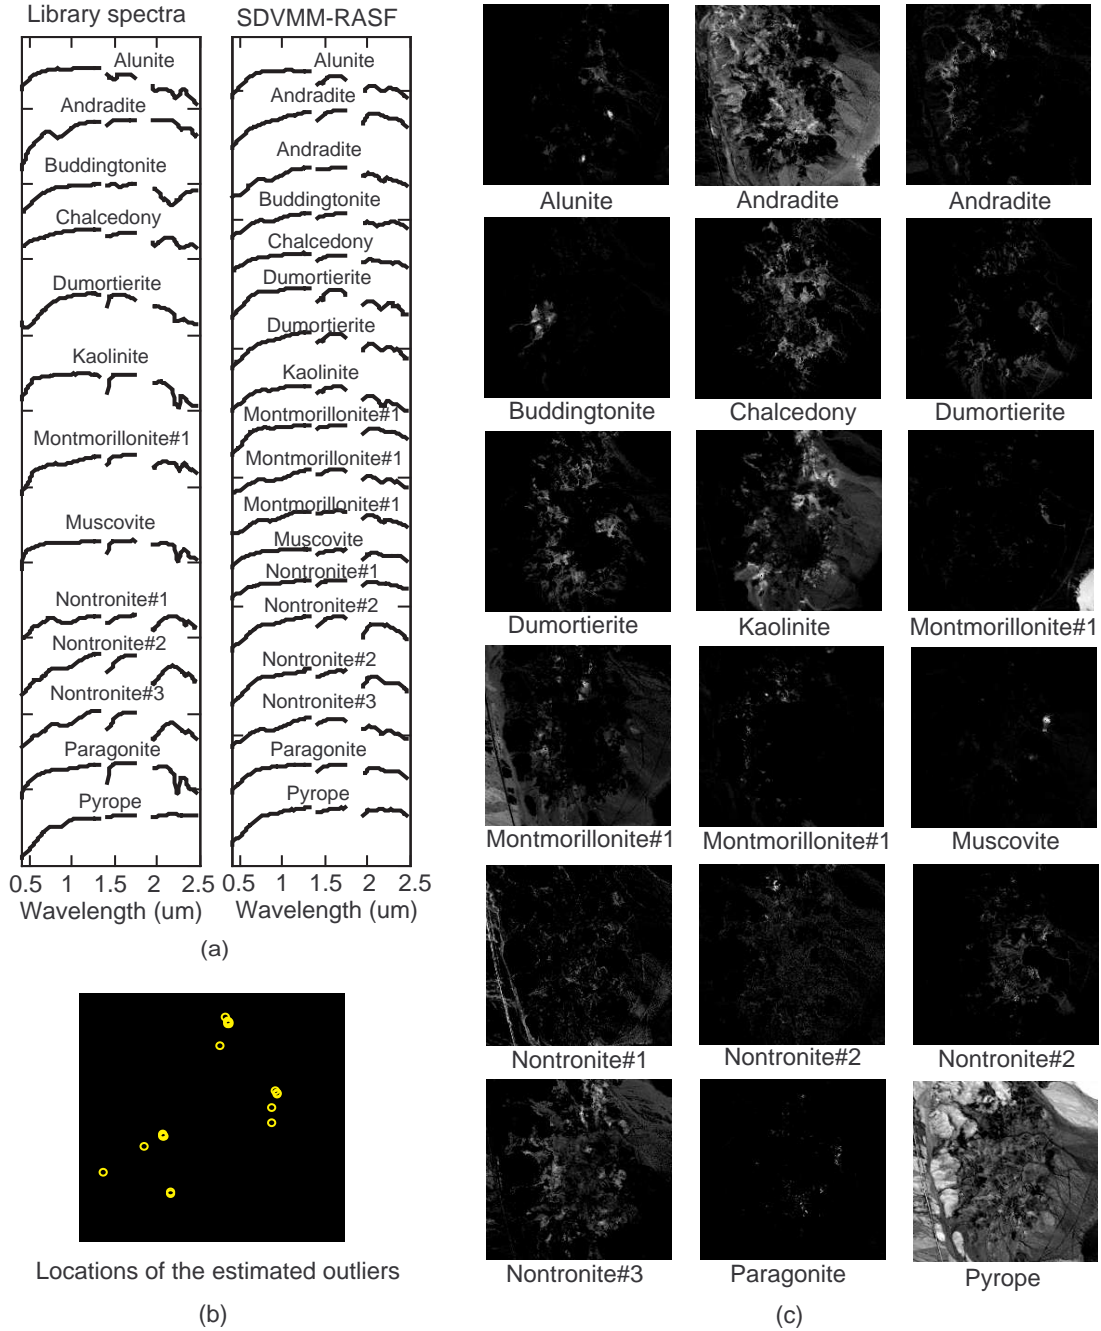 Library spectra
Alunite
Andradite
Buddingtonite
Chalcedony
Dumortierite
Kaolinite
Montmorillonite#1
Muscovite
Nontronite#1
Nontronite#2
Nontronite#3
Paragonite
Pyrope
0.5 1 1.5 2 2.5
Wavelength (um)
SDVMM-RASF
Alunite
Andradite
Andradite
Buddingtonite
Chalcedony
Dumortierite
Dumortierite
Kaolinite
Montmorillonite#1
Montmorillonite#1
Montmorillonite#1
Muscovite
Nontronite#1
Nontronite#2
Nontronite#2
Nontronite#3
Paragonite
Pyrope
0.5 1 1.5 2 2.5
Wavelength (um)
(a)
Locations of the estimated outliers
(b)
Alunite Andradite Andradite
Buddingtonite Chalcedony Dumortierite
Dumortierite Kaolinite Montmorillonite#1
Montmorillonite#1 Montmorillonite#1 Muscovite
Nontronite#1 Nontronite#2 Nontronite#2
Nontronite#3 Paragonite Pyrope
(c)